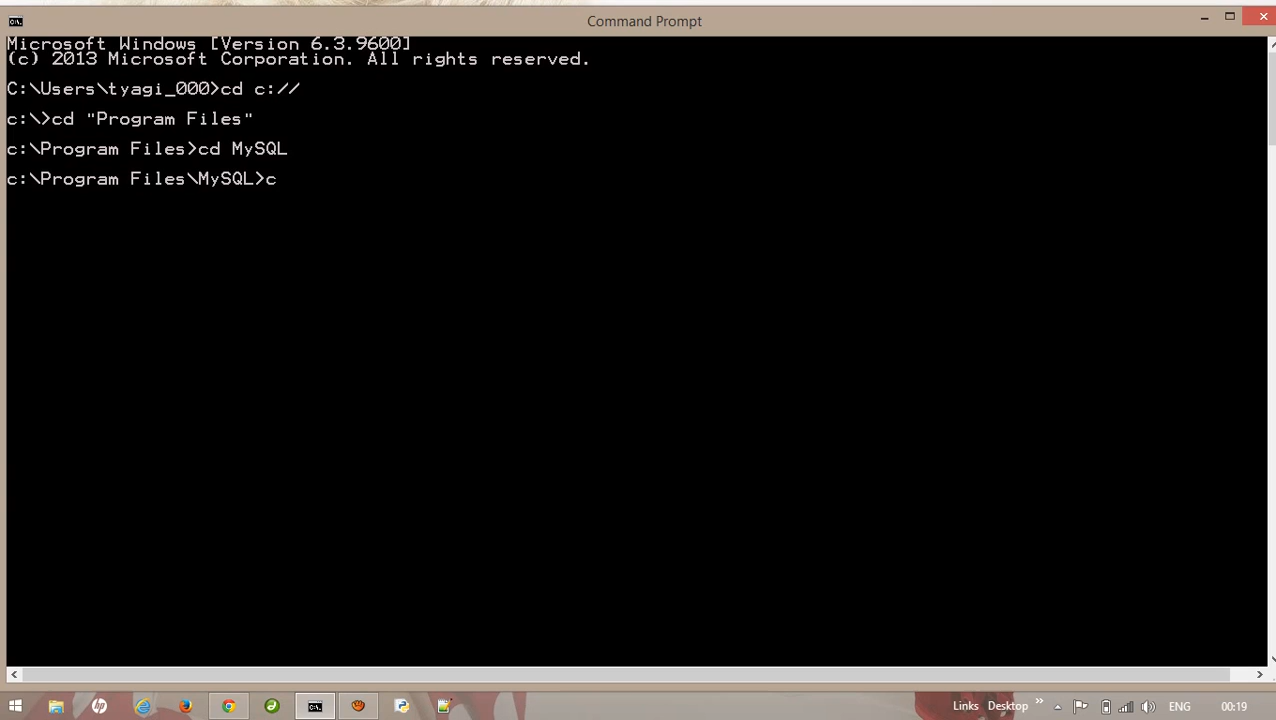 Command Prompt
Microsoft Windows [Version 6.3.9600]
(c) 2013 Microsoft Corporation. All rights reserved.
C:\Users\tyagi_000>cd c://
c:\>cd "Program Files"
c:\Program Files>cd MySQL
c:\Program Files\MySQL>c
Links Desktop » ENG 00:19